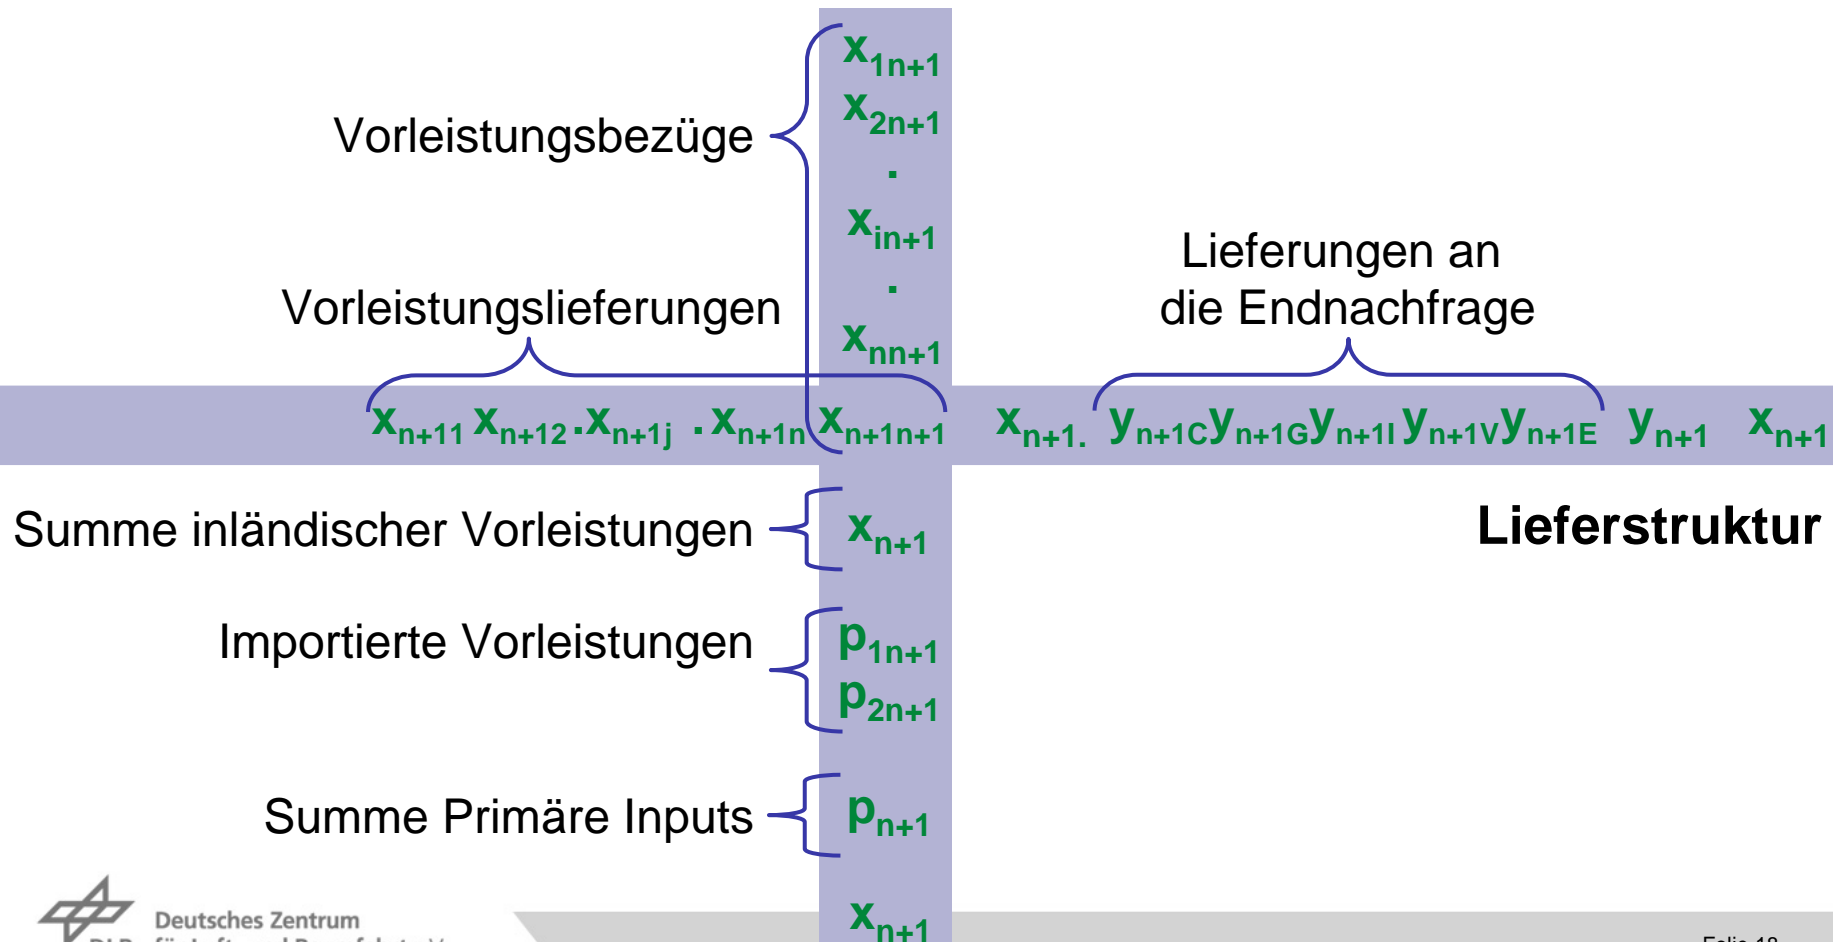 x₁ₙ₊₁
x₂ₙ₊₁
Vorleistungsbezüge
.
xᵢₙ₊₁
Lieferungen an
.
Vorleistungslieferungen
die Endnachfrage
xₙₙ₊₁
xₙ₊₁₁ xₙ₊₁₂ . xₙ₊₁ⱼ . xₙ₊₁ₙ xₙ₊₁ₙ₊₁ xₙ₊₁. yₙ₊₁C yₙ₊₁G yₙ₊₁I yₙ₊₁V yₙ₊₁E yₙ₊₁ xₙ₊₁
Summe inländischer Vorleistungen xₙ₊₁
Lieferstruktur
Importierte Vorleistungen p₁ₙ₊₁
p₂ₙ₊₁
Summe Primäre Inputs pₙ₊₁
xₙ₊₁
Deutsches Zentrum